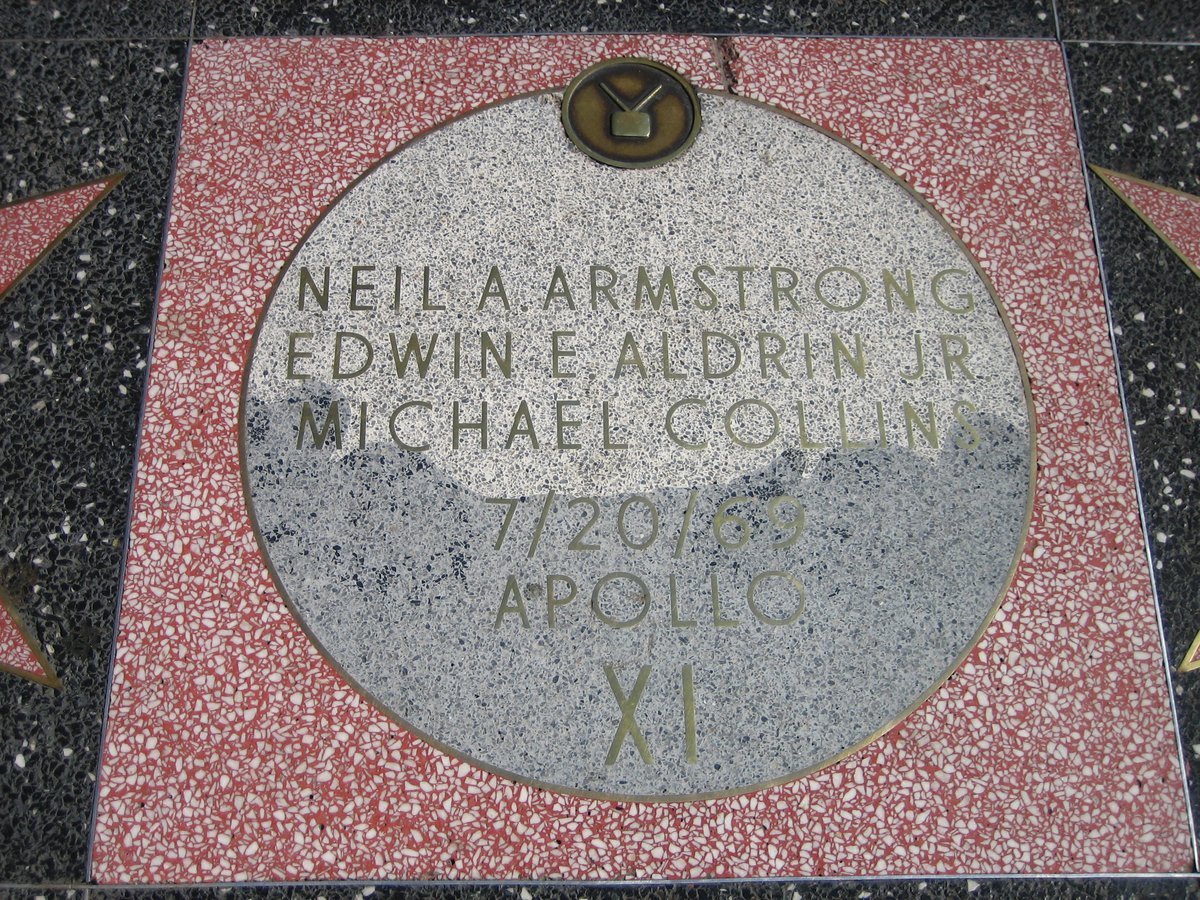 NEIL A. ARMSTRONG
EDWIN E. ALDRIN JR.
MICHAEL COLLINS
7/20/69
APOLLO
XI